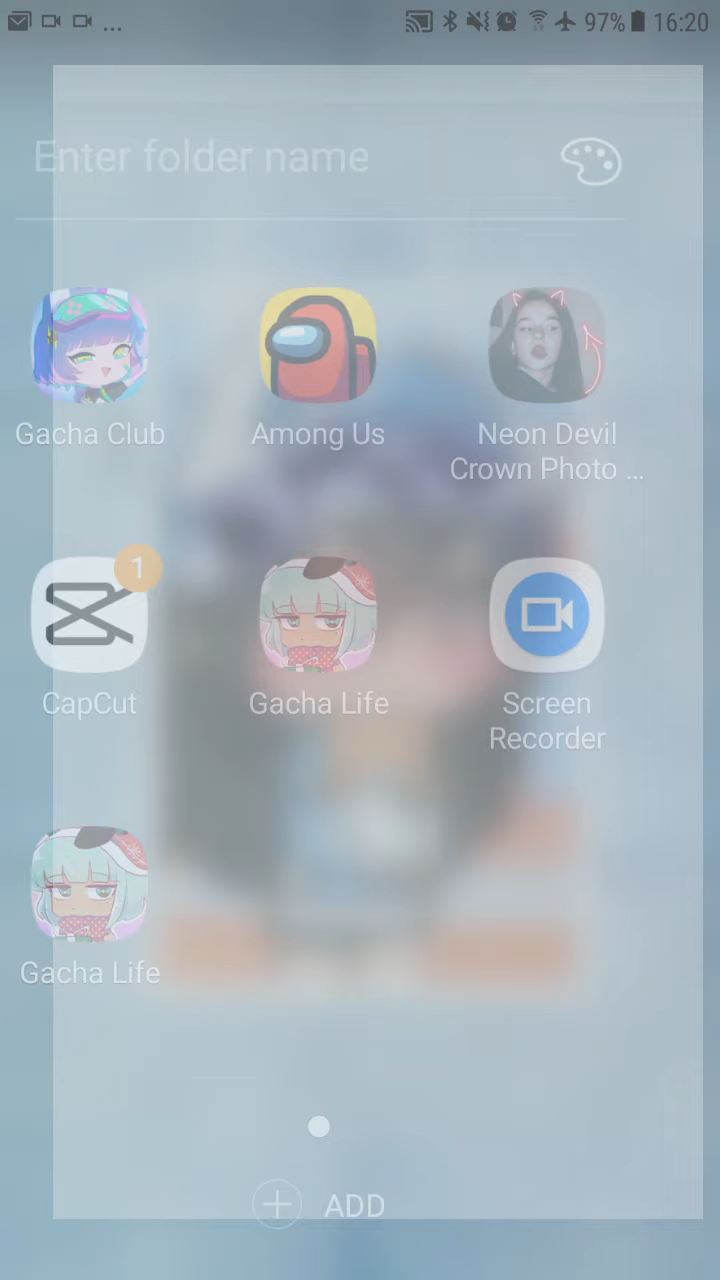 ... 97% 16:20
Enter folder name
Gacha Club
Among Us
Neon Devil
Crown Photo ...
1
CapCut
Gacha Life
Screen
Recorder
Gacha Life
ADD